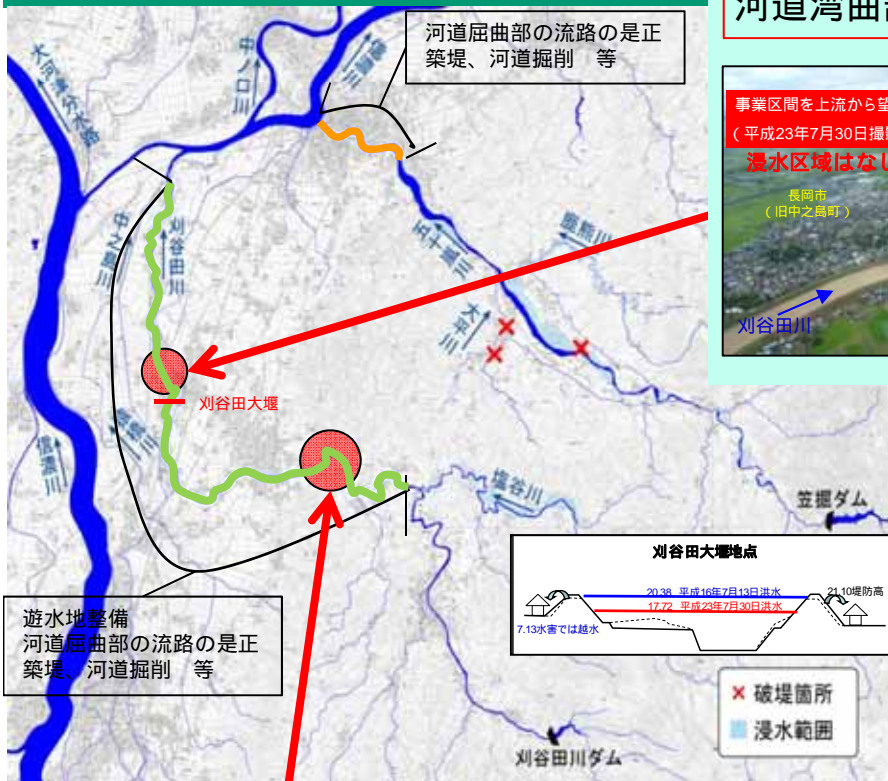 河道屈曲部の流路の是正
築堤、河道掘削　等
河道湾曲部
事業区間を上流から望
（平成23年7月30日撮影
浸水区域はなし
長岡市
（旧中之島町）
刈谷田川
大河津分水路
中ノ口川
信濃川
五十嵐川
鹿熊川
大平川
刈谷田川
中之島川
猿橋川
信濃川
刈谷田大堰
塩谷川
笠堀ダム
刈谷田大堰地点
20.38 平成16年7月13日洪水
17.72 平成23年7月30日洪水
21.10堤防高
7.13水害では越水
遊水地整備
河道屈曲部の流路の是正
築堤、河道掘削　等
破堤箇所
浸水範囲
刈谷田川ダム